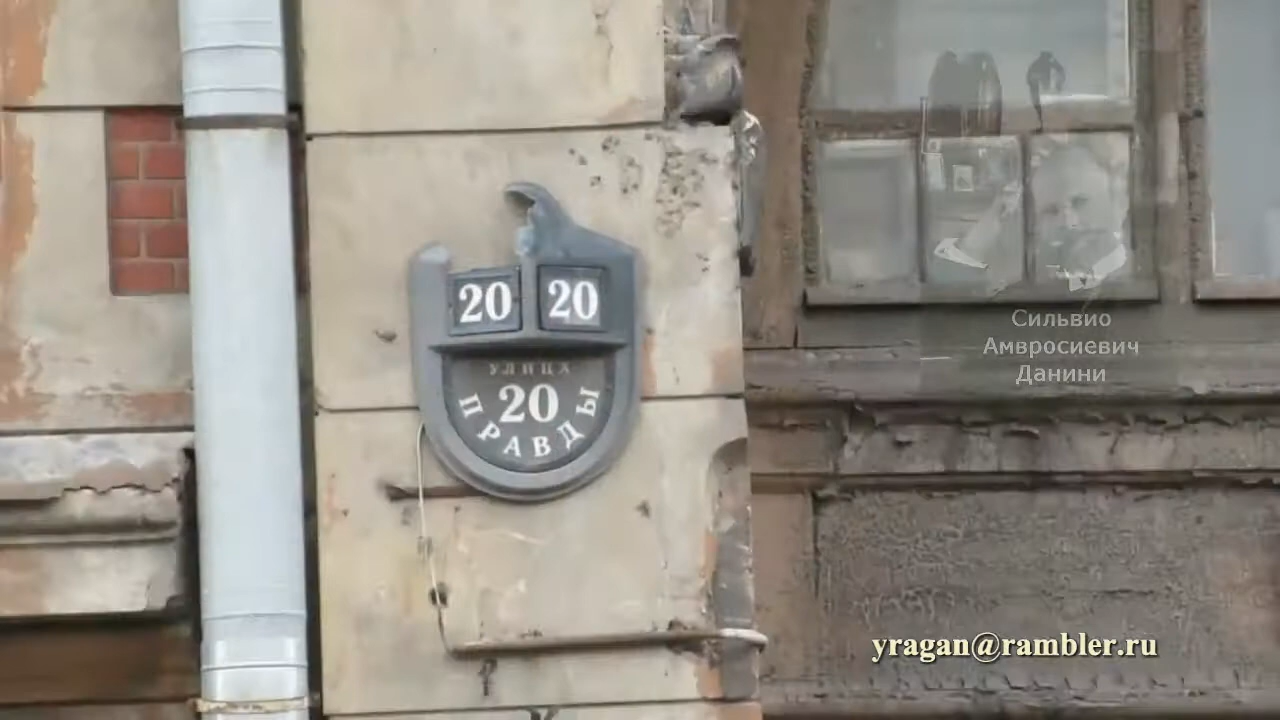 20 20
УЛИЦА
20
ПРАВДЫ
Сильвио
Амвросиевич
Данини
yragan@rambler.ru